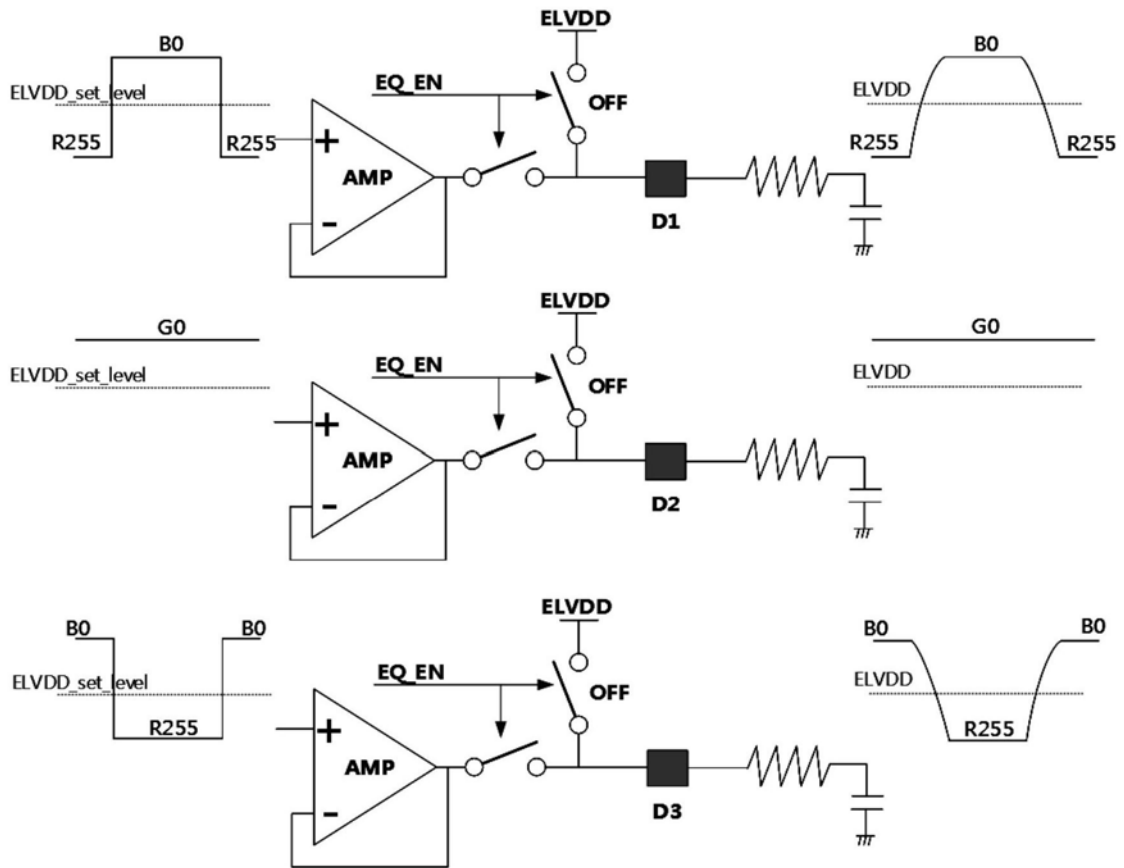 ELVDD
B0
B0
EQ_EN
ELVDD_set_level
OFF
ELVDD
R255
R255
+
R255
R255
AMP
-
D1
ELVDD
G0
G0
EQ_EN
ELVDD_set_level
OFF
ELVDD
+
AMP
-
D2
ELVDD
B0
B0
B0
B0
EQ_EN
ELVDD_set_level
OFF
ELVDD
R255
+
R255
AMP
-
D3